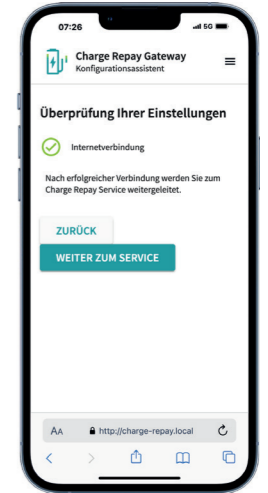 07:26
5G
Charge Repay Gateway
Konfigurationsassistent
Überprüfung Ihrer Einstellungen
Internetverbindung
Nach erfolgreicher Verbindung werden Sie zum
Charge Repay Service weitergeleitet.
ZURÜCK
WEITER ZUM SERVICE
AA
http://charge-repay.local